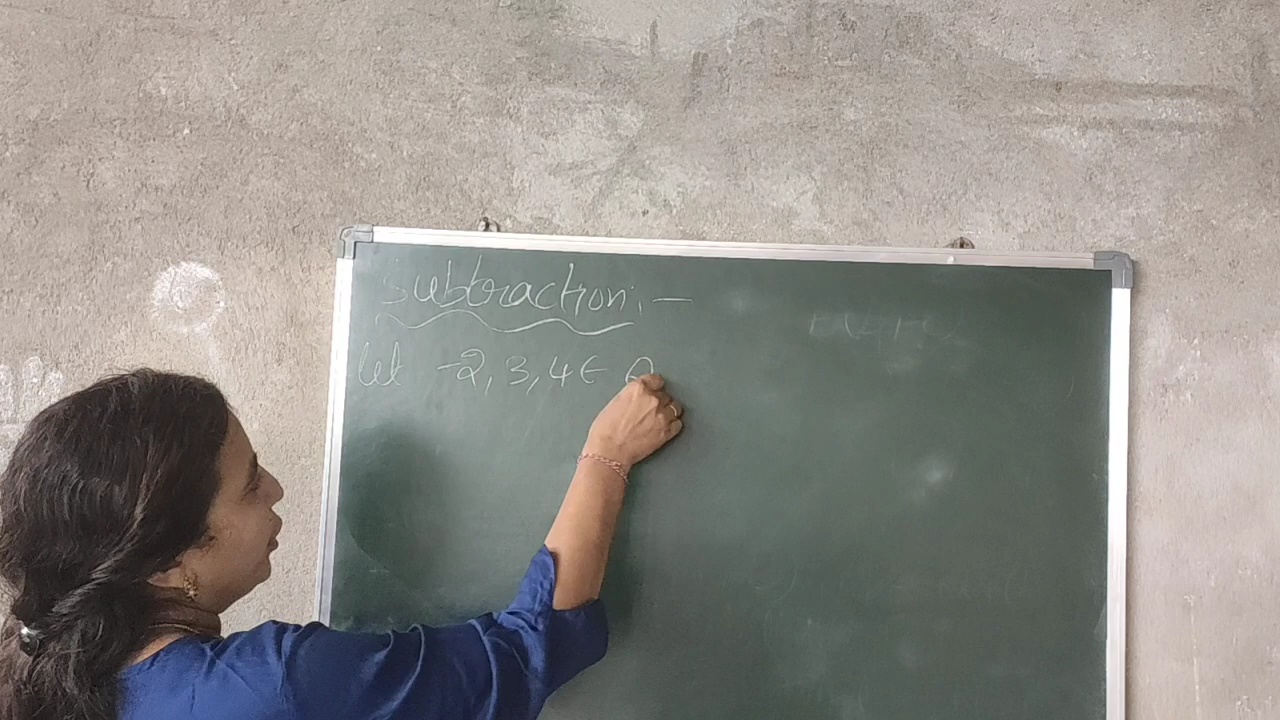 Subtraction: —
let -2, 3, 4 ∈ Q